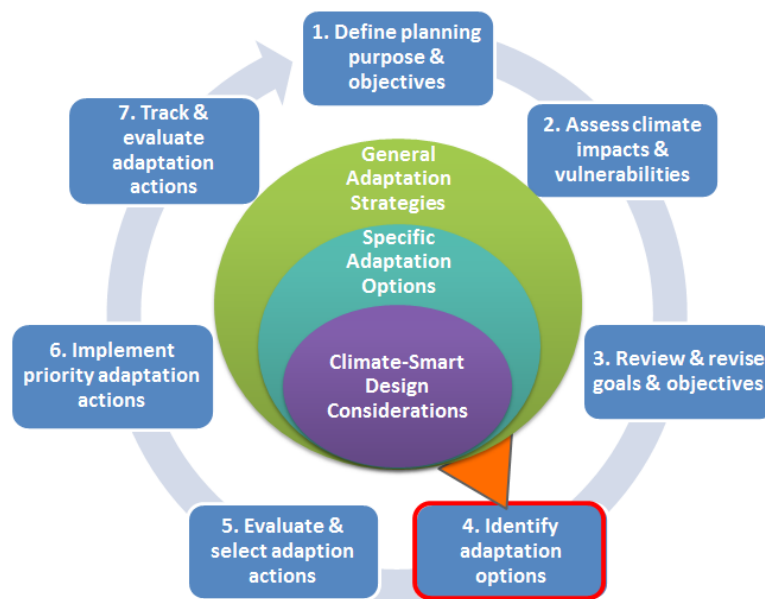 1. Define planning
purpose &
objectives
2. Assess climate
impacts &
vulnerabilities
3. Review & revise
goals & objectives
4. Identify
adaptation
options
5. Evaluate &
select adaption
actions
6. Implement
priority adaptation
actions
7. Track &
evaluate
adaptation
actions
General
Adaptation
Strategies
Specific
Adaptation
Options
Climate-Smart
Design
Considerations